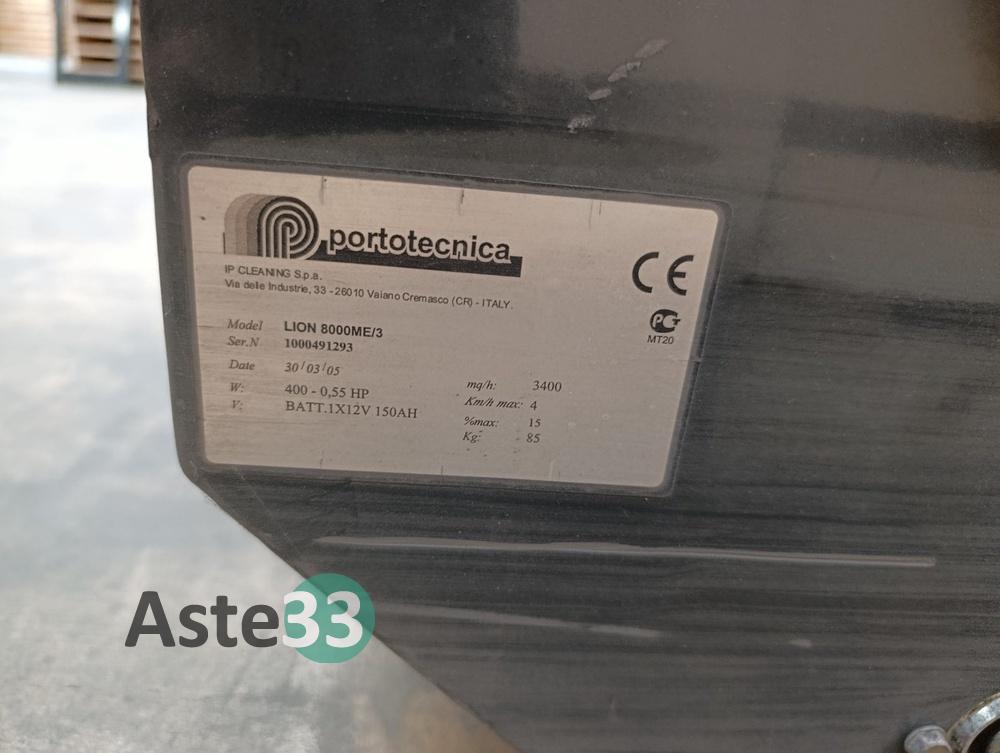 portotecnica
IP CLEANING S.p.a.
Via delle Industrie, 33 - 26010 Vaiano Cremasco (CR) - ITALY.
CE
PCT
MT20
Model LION 8000ME/3
Ser.N 1000491293
Date 30/03/05
W: 400 - 0,55 HP
V: BATT.1X12V 150AH
mq/h: 3400
Km/h max: 4
%max: 15
Kg: 85
Aste33